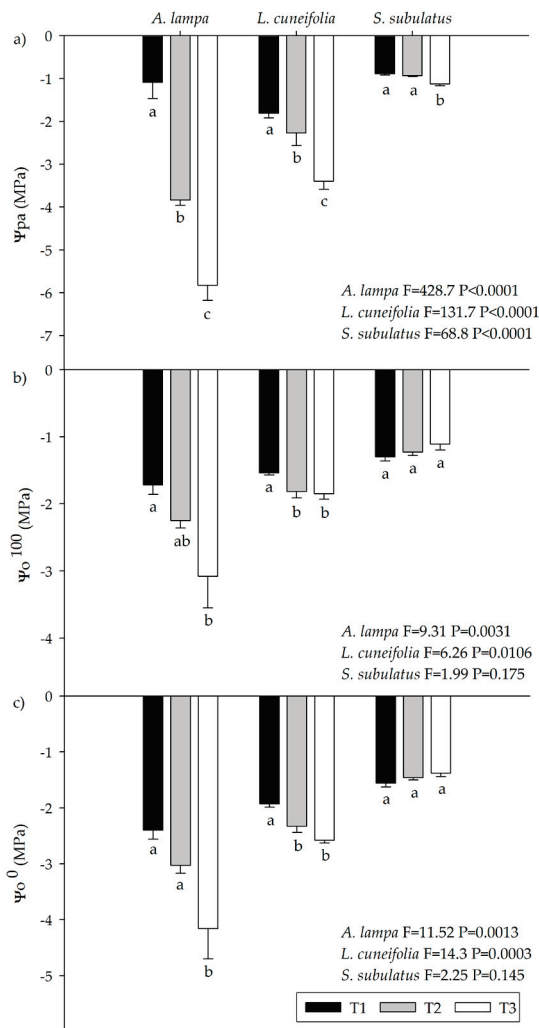 A. lampa L. cuneifolia S. subulatus
a)
0
-1
-2
-3
-4
-5
-6
-7
Ψpa (MPa)
a b c a b c a a b
A. lampa F=428.7 P<0.0001
L. cuneifolia F=131.7 P<0.0001
S. subulatus F=68.8 P<0.0001
b)
0
-1
-2
-3
-4
Ψo 100 (MPa)
a ab b a b b a a a
A. lampa F=9.31 P=0.0031
L. cuneifolia F=6.26 P=0.0106
S. subulatus F=1.99 P=0.175
c)
0
-1
-2
-3
-4
-5
Ψo 0 (MPa)
a a b a b b a a a
A. lampa F=11.52 P=0.0013
L. cuneifolia F=14.3 P=0.0003
S. subulatus F=2.25 P=0.145
T1 T2 T3